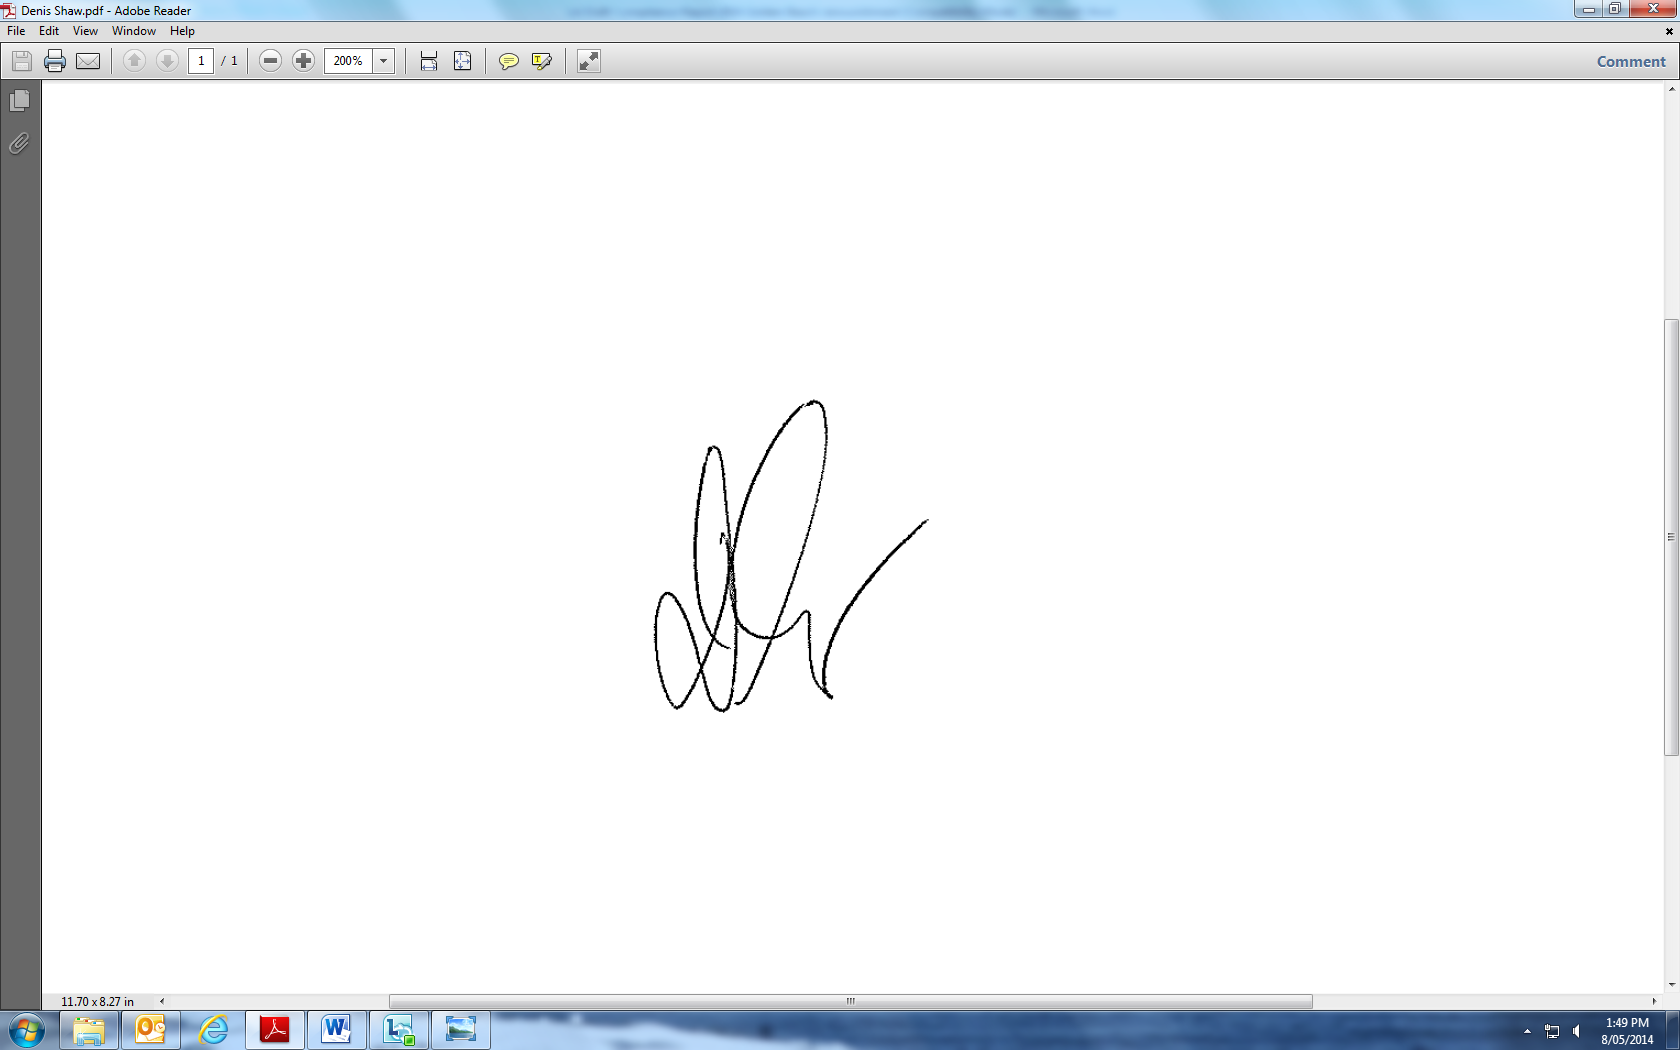 Denis Shaw.pdf - Adobe Reader
File Edit View Window Help
1 / 1 200% Comment
11.70 x 8.27 in
1:49 PM
8/05/2014